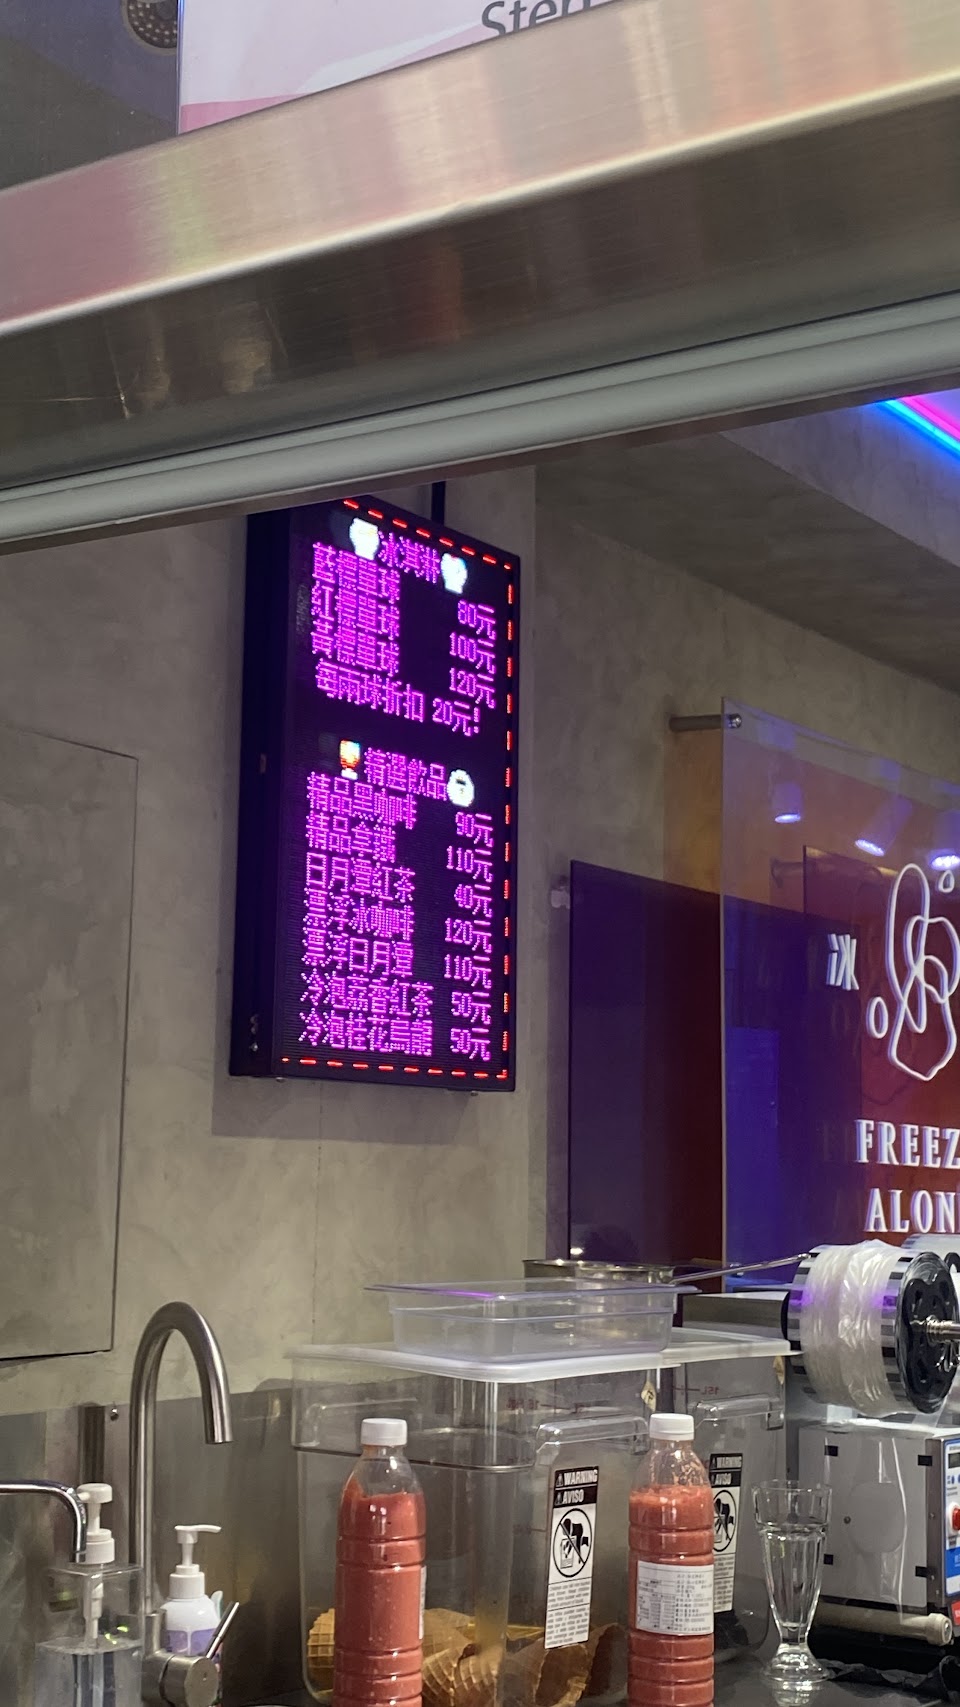 Sten
冰淇淋
藍標單球 80元
紅標單球 100元
黃標單球 120元
每兩球折扣 20元!
精選飲品
精品黑咖啡 90元
精品拿鐵 110元
日月潭紅茶 40元
漂浮冰咖啡 120元
漂浮日月潭 110元
冷泡荔香紅茶 50元
冷泡桂花烏龍 50元
FREEZ
ALON
WARNING
AVISO
WARNING
AVISO
15L